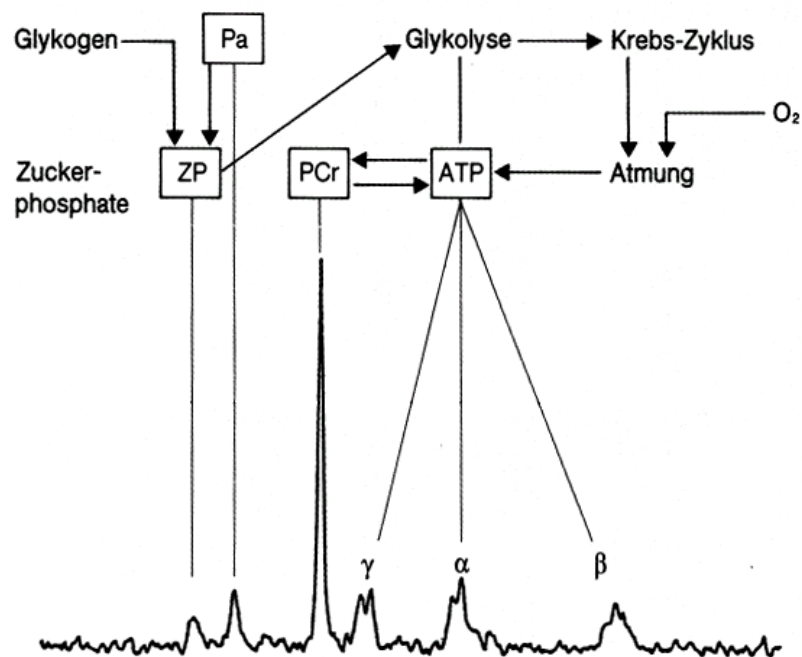 Glykogen
Pa
Glykolyse
Krebs-Zyklus
O₂
Zucker-
phosphate
ZP
PCr
ATP
Atmung
γ
α
β